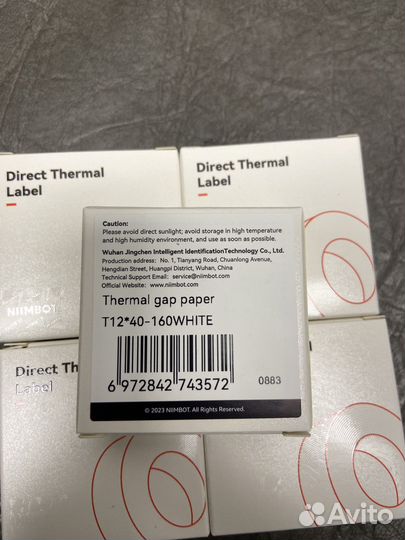 Direct Thermal
Label
NIIMBOT
Direct Thermal
Label
Caution:
Please avoid direct sunlight; avoid storage in high temperature
and high humidity environment, and use as soon as possible.
Wuhan Jingchen Intelligent IdentificationTechnology Co., Ltd.
Production address: No. 1, Tianyang Road, Chuanlong Avenue,
Hengdian Street, Huangpi District, Wuhan, China
Technical Support Email: service@niimbot.com
Official Website: www.niimbot.com
Thermal gap paper
T12*40-160WHITE
6 972842 743572
0883
© 2023 NIIMBOT. All Rights Reserved.
Direct Thermal
Label
Direct Thermal
Label
Avito